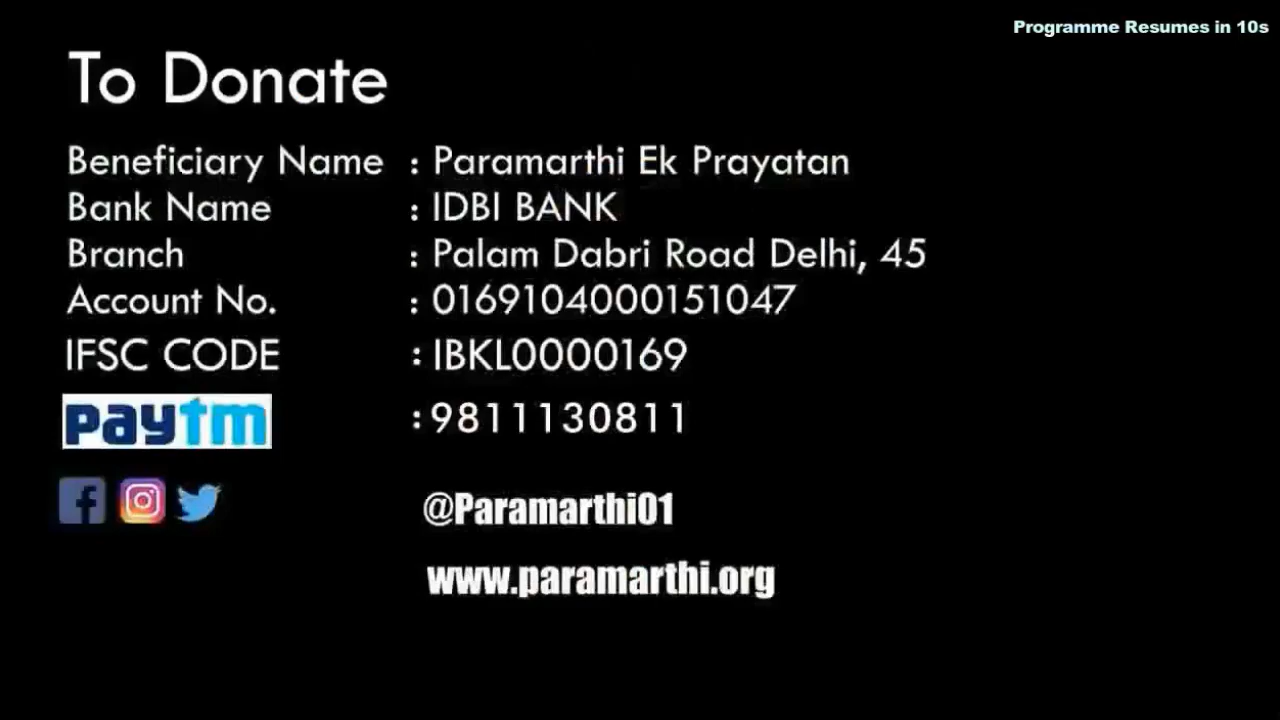 Programme Resumes in 10s
To Donate
Beneficiary Name : Paramarthi Ek Prayatan
Bank Name : IDBI BANK
Branch : Palam Dabri Road Delhi, 45
Account No. : 0169104000151047
IFSC CODE : IBKL0000169
paytm :9811130811
@Paramarthi01
www.paramarthi.org